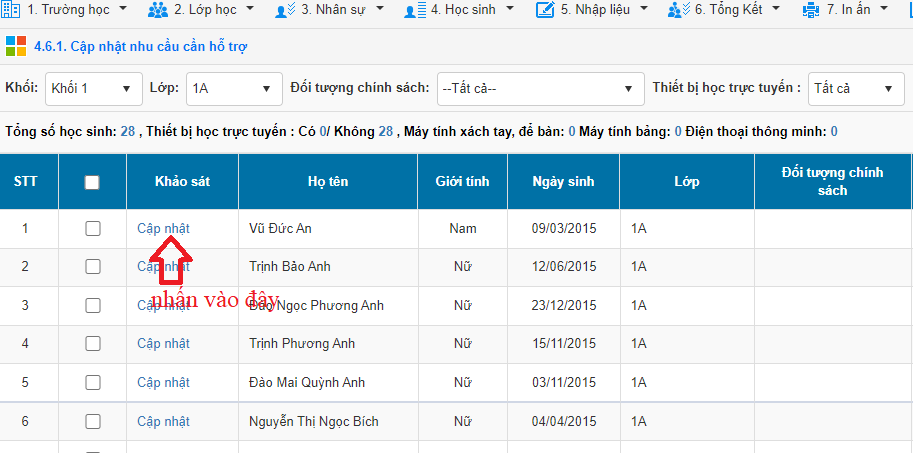 1. Trường học 2. Lớp học 3. Nhân sự 4. Học sinh 5. Nhập liệu 6. Tổng Kết 7. In ấn
4.6.1. Cập nhật nhu cầu cần hỗ trợ
Khối: Khối 1 Lớp: 1A Đối tượng chính sách: --Tất cả-- Thiết bị học trực tuyến : Tất cả
Tổng số học sinh: 28 , Thiết bị học trực tuyến : Có 0/ Không 28 , Máy tính xách tay, để bàn: 0 Máy tính bảng: 0 Điện thoại thông minh: 0
STT Khảo sát Họ tên Giới tính Ngày sinh Lớp Đối tượng chính
sách
1 Cập nhật Vũ Đức An Nam 09/03/2015 1A
2 Cập nhật Trịnh Bảo Anh Nữ 12/06/2015 1A
nhấn vào đây
3 Cập nhật Đào Ngọc Phương Anh Nữ 23/12/2015 1A
4 Cập nhật Trịnh Phương Anh Nữ 15/11/2015 1A
5 Cập nhật Đào Mai Quỳnh Anh Nữ 03/11/2015 1A
6 Cập nhật Nguyễn Thị Ngọc Bích Nữ 04/04/2015 1A